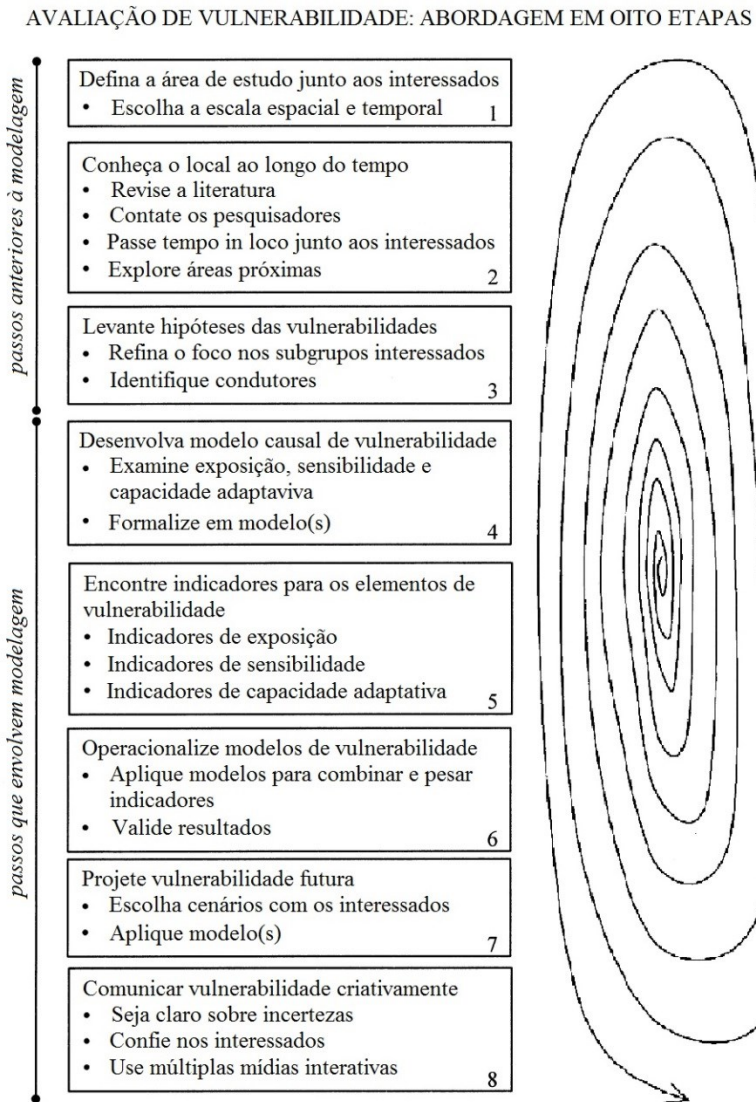 AVALIAÇÃO DE VULNERABILIDADE: ABORDAGEM EM OITO ETAPAS
passos anteriores à modelagem
Defina a área de estudo junto aos interessados
• Escolha a escala espacial e temporal
1
Conheça o local ao longo do tempo
• Revise a literatura
• Contate os pesquisadores
• Passe tempo in loco junto aos interessados
• Explore áreas próximas
2
Levante hipóteses das vulnerabilidades
• Refina o foco nos subgrupos interessados
• Identifique condutores
3
passos que envolvem modelagem
Desenvolva modelo causal de vulnerabilidade
• Examine exposição, sensibilidade e
capacidade adaptaviva
• Formalize em modelo(s)
4
Encontre indicadores para os elementos de
vulnerabilidade
• Indicadores de exposição
• Indicadores de sensibilidade
• Indicadores de capacidade adaptativa
5
Operacionalize modelos de vulnerabilidade
• Aplique modelos para combinar e pesar
indicadores
• Valide resultados
6
Projete vulnerabilidade futura
• Escolha cenários com os interessados
• Aplique modelo(s)
7
Comunicar vulnerabilidade criativamente
• Seja claro sobre incertezas
• Confie nos interessados
• Use múltiplas mídias interativas
8